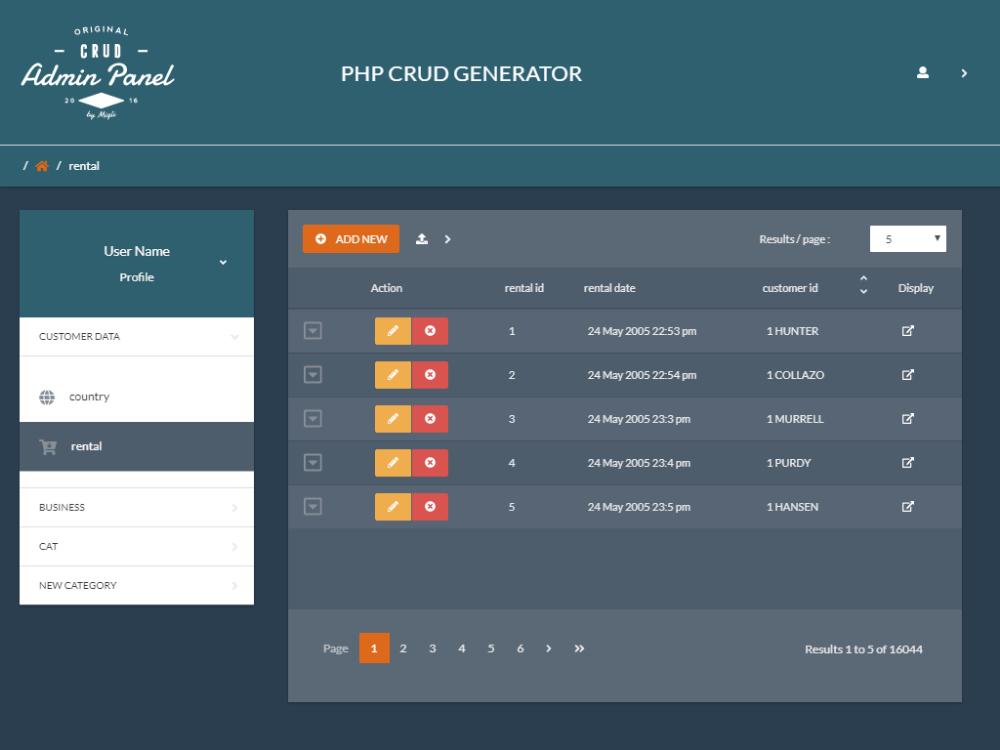 ORIGINAL
CRUD
Admin Panel
20 16
by Migli
PHP CRUD GENERATOR
/ / rental
User Name
Profile
CUSTOMER DATA
country
rental
BUSINESS
CAT
NEW CATEGORY
ADD NEW
Results / page :
5
Action rental id rental date customer id Display
1 24 May 2005 22:53 pm 1 HUNTER
2 24 May 2005 22:54 pm 1 COLLAZO
3 24 May 2005 23:3 pm 1 MURRELL
4 24 May 2005 23:4 pm 1 PURDY
5 24 May 2005 23:5 pm 1 HANSEN
Page 1 2 3 4 5 6 › »
Results 1 to 5 of 16044